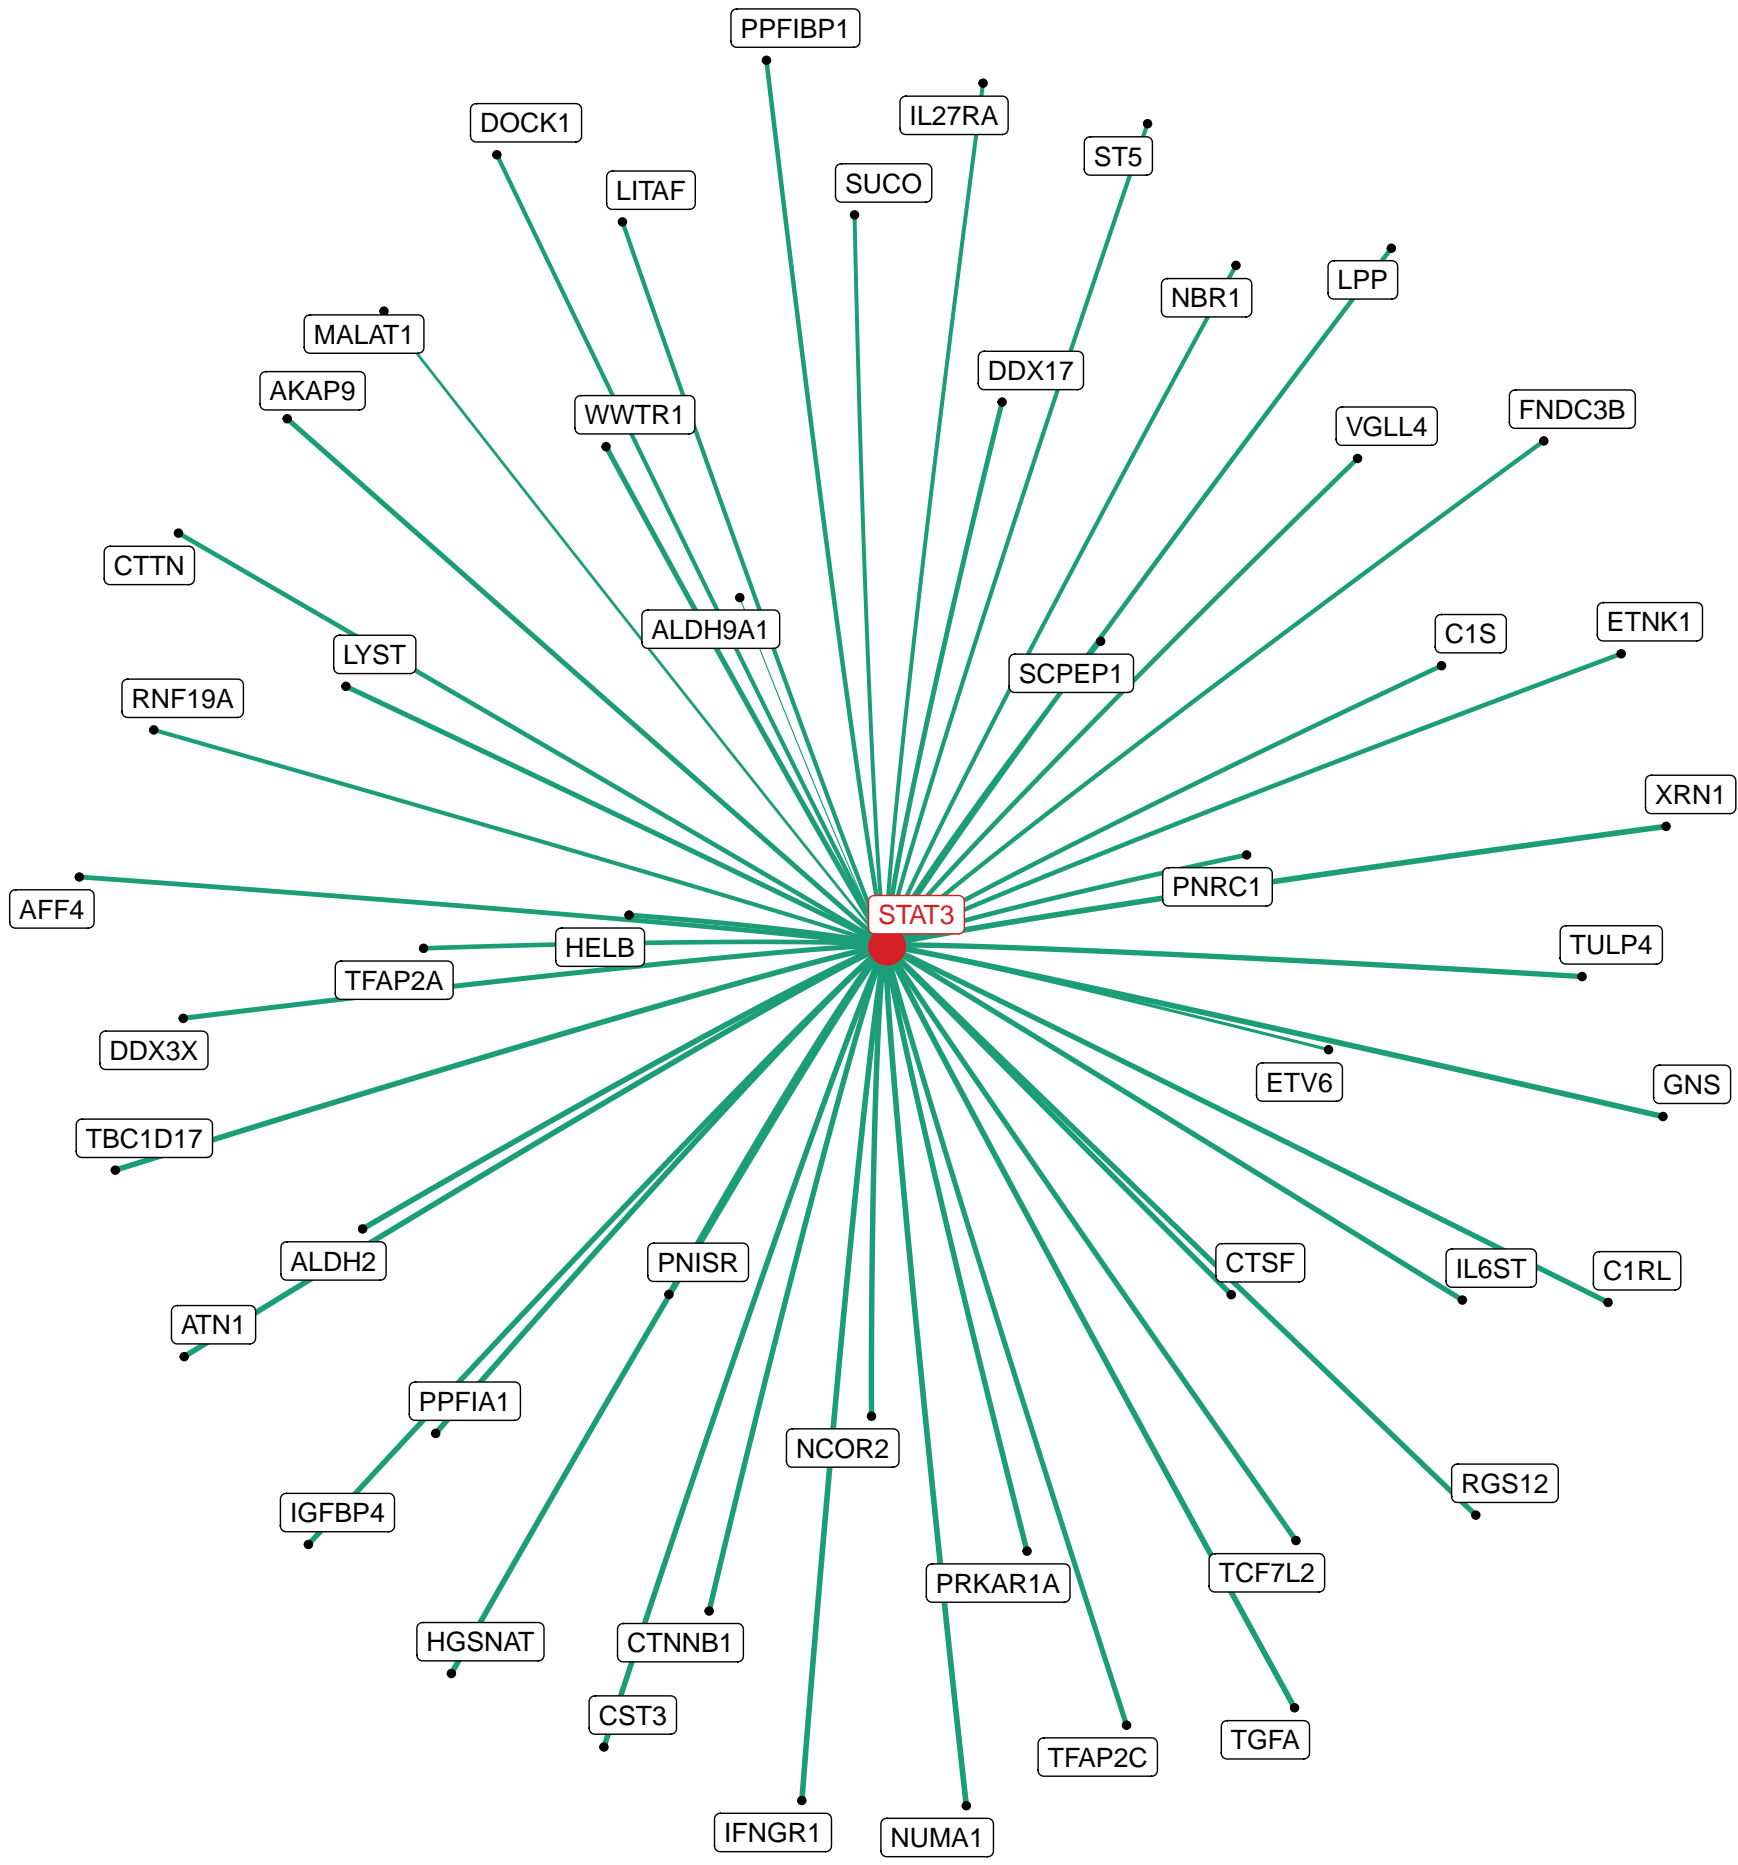 PPFIBP1
IL27RA
DOCK1
ST5
SUCO
LITAF
LPP
NBR1
MALAT1
DDX17
AKAP9
FNDC3B
WWTR1
VGLL4
CTTN
ETNK1
ALDH9A1
C1S
LYST
SCPEP1
RNF19A
XRN1
PNRC1
AFF4
STAT3
TULP4
HELB
TFAP2A
DDX3X
ETV6
GNS
TBC1D17
ALDH2
PNISR
CTSF
IL6ST
C1RL
ATN1
PPFIA1
NCOR2
RGS12
IGFBP4
TCF7L2
PRKAR1A
HGSNAT
CTNNB1
CST3
TGFA
TFAP2C
IFNGR1
NUMA1